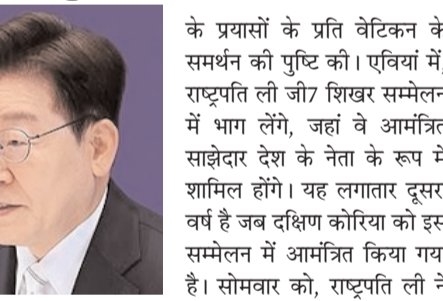 के प्रयासों के प्रति वेटिकन के
समर्थन की पुष्टि की। एवियां में,
राष्ट्रपति ली जी7 शिखर सम्मेलन
में भाग लेंगे, जहां वे आमंत्रित
साझेदार देश के नेता के रूप में
शामिल होंगे। यह लगातार दूसर
वर्ष है जब दक्षिण कोरिया को इस
सम्मेलन में आमंत्रित किया गय
है। सोमवार को, राष्ट्रपति ली ने